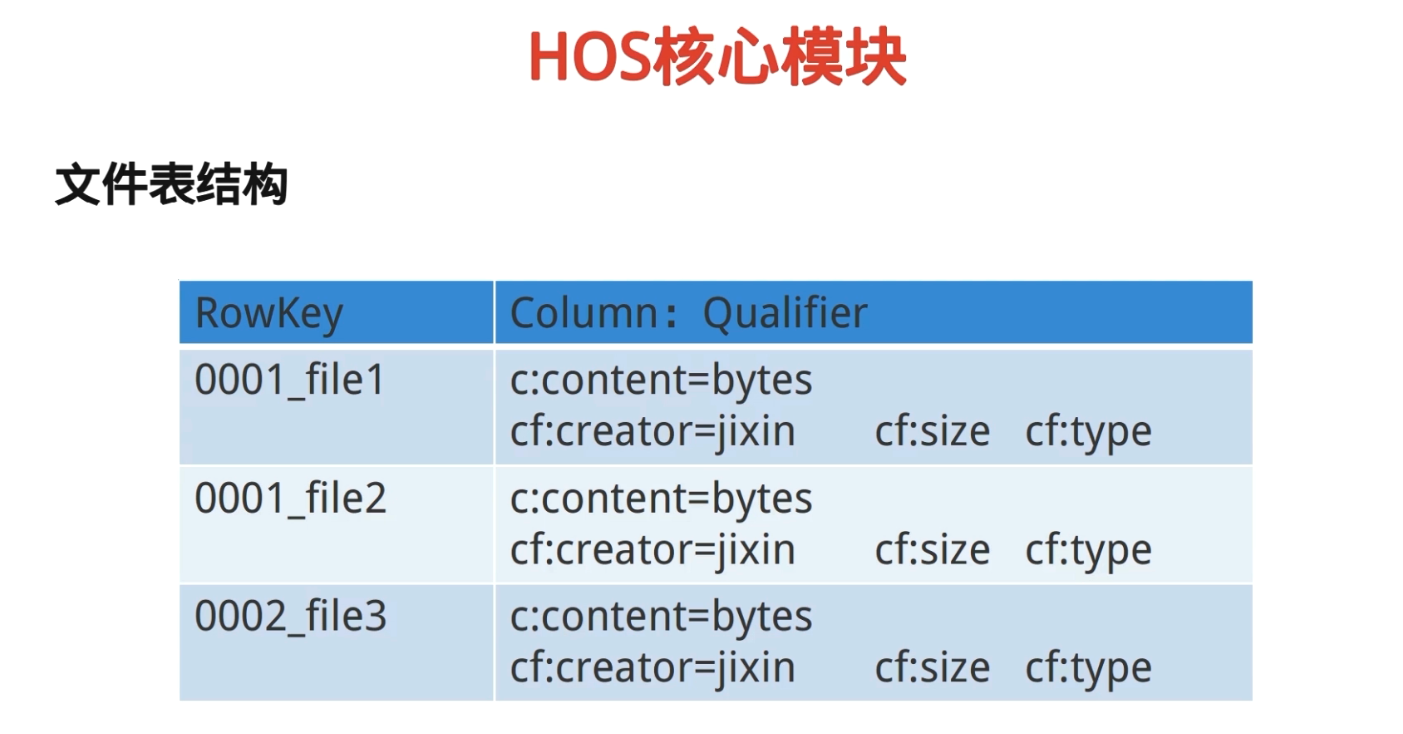 HOS核心模块
文件表结构
RowKey Column：Qualifier
0001_file1 c:content=bytes
cf:creator=jixin cf:size cf:type
0001_file2 c:content=bytes
cf:creator=jixin cf:size cf:type
0002_file3 c:content=bytes
cf:creator=jixin cf:size cf:type